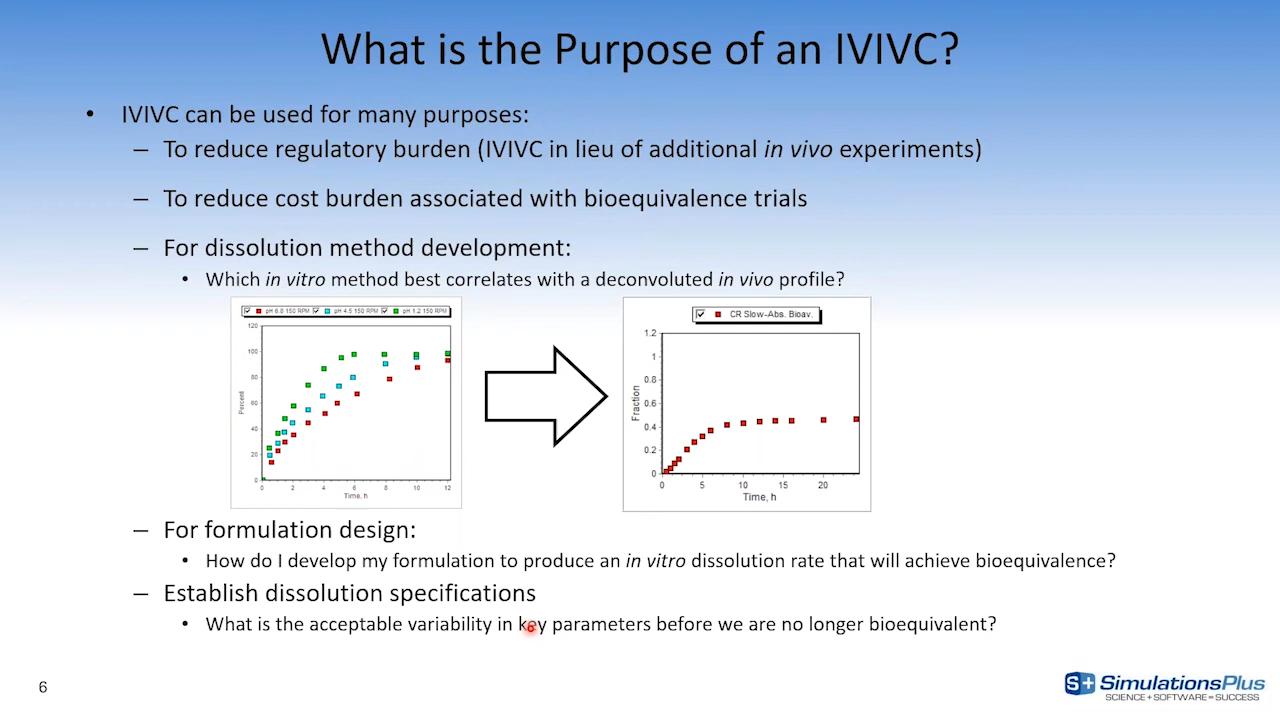 What is the Purpose of an IVIVC?
• IVIVC can be used for many purposes:
– To reduce regulatory burden (IVIVC in lieu of additional in vivo experiments)
– To reduce cost burden associated with bioequivalence trials
– For dissolution method development:
• Which in vitro method best correlates with a deconvoluted in vivo profile?
pH 6.8 150 RPM pH 4.5 150 RPM pH 1.2 150 RPM
120
100
80
60
40
20
0
Percent
0 2 4 6 8 10 12
Time, h
CR Slow-Abs. Bioav.
1.2
1
0.8
0.6
0.4
0.2
0
Fraction
0 5 10 15 20
Time, h
– For formulation design:
• How do I develop my formulation to produce an in vitro dissolution rate that will achieve bioequivalence?
– Establish dissolution specifications
• What is the acceptable variability in key parameters before we are no longer bioequivalent?
6
S+ SimulationsPlus
SCIENCE + SOFTWARE = SUCCESS